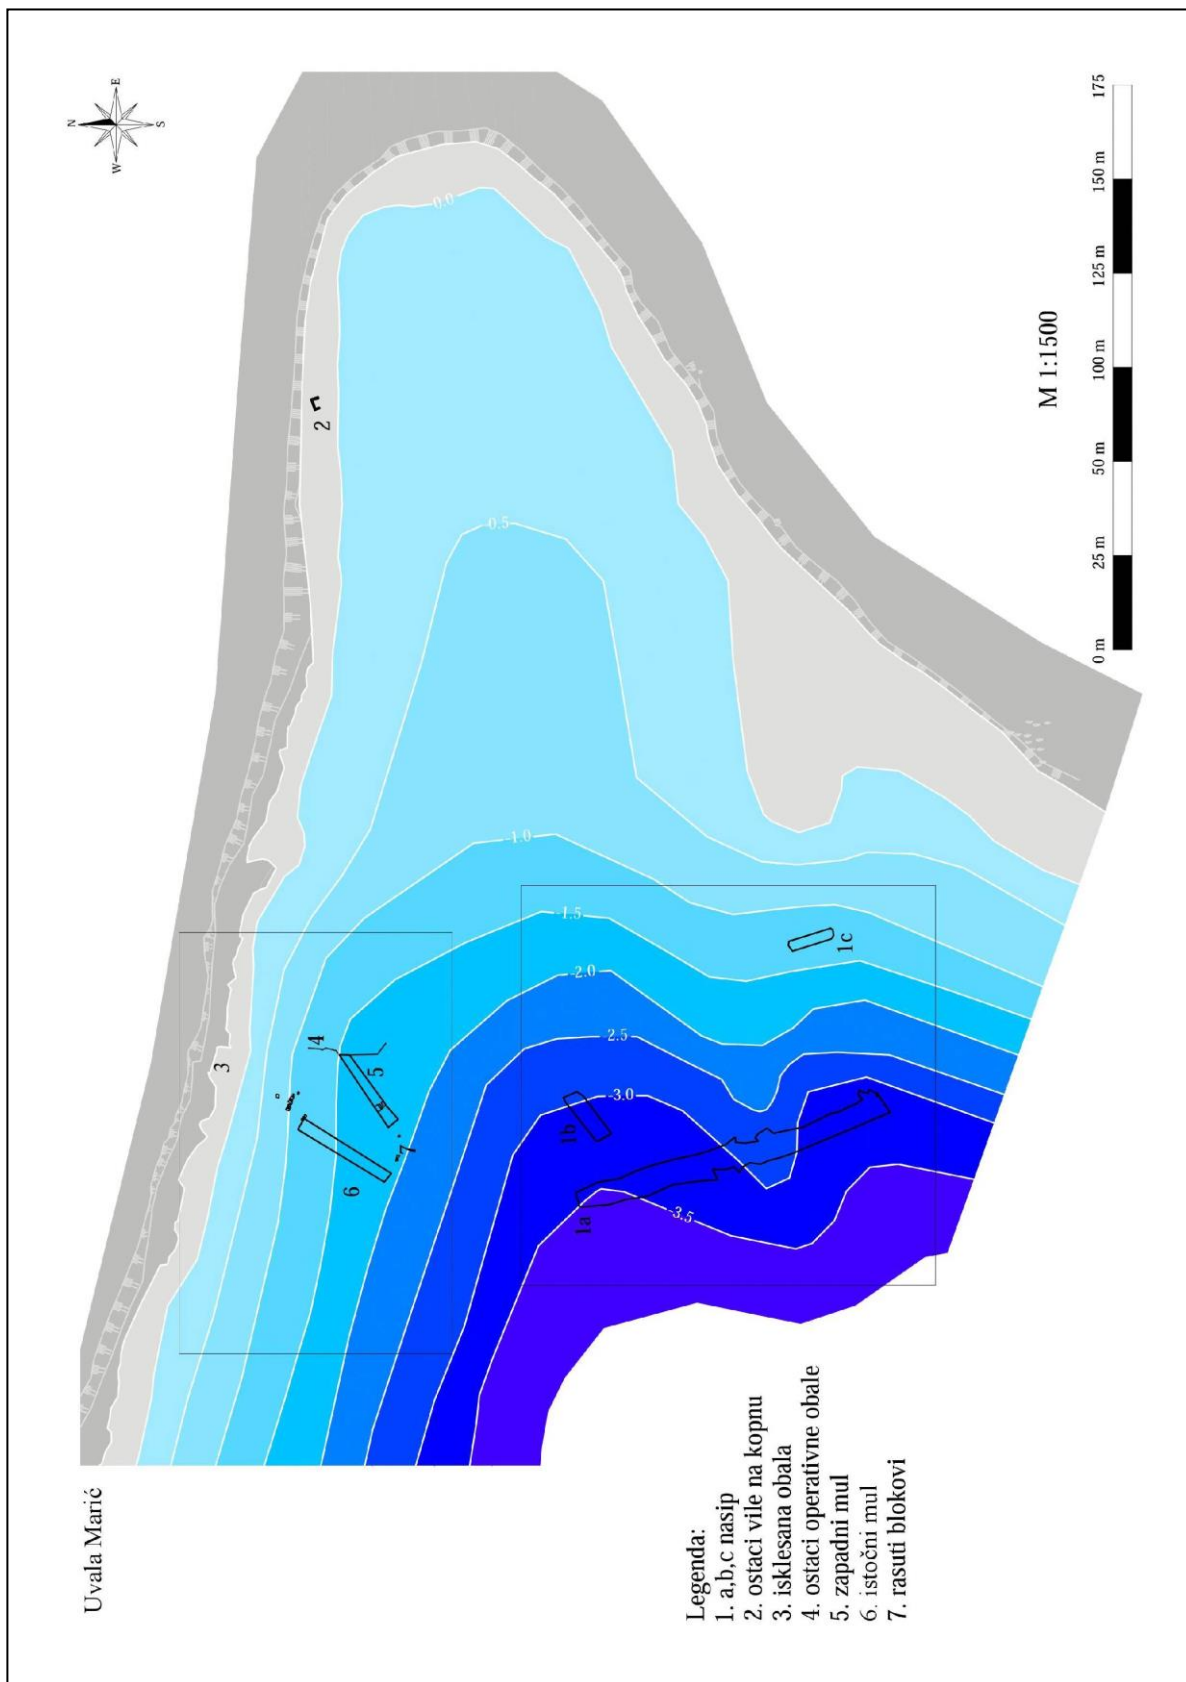 Uvala Marić
N
E
S
W
0.0
-0.5
-1.0
-1.5
-2.0
-2.5
-3.0
-3.5
2
3
4
5
6
7
1a
1b
1c
M 1:1500
0 m 25 m 50 m 100 m 125 m 150 m 175
Legenda:
1. a,b,c nasip
2. ostaci vile na kopnu
3. isklesana obala
4. ostaci operativne obale
5. zapadni mul
6. istočni mul
7. rasuti blokovi